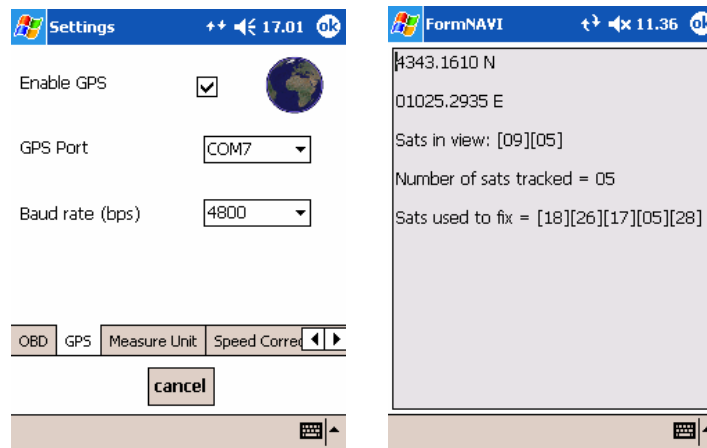 Settings 17.01 ok
Enable GPS
GPS Port COM7
Baud rate (bps) 4800
OBD GPS Measure Unit Speed Correc
cancel
FormNAVI 11.36 ok
4343.1610 N
01025.2935 E
Sats in view: [09][05]
Number of sats tracked = 05
Sats used to fix = [18][26][17][05][28]